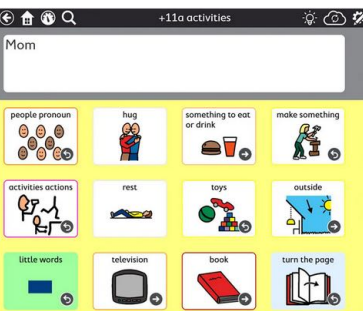 +11a activities
Mom
people pronoun
hug
something to eat
or drink
make something
activities actions
rest
toys
outside
little words
television
book
turn the page